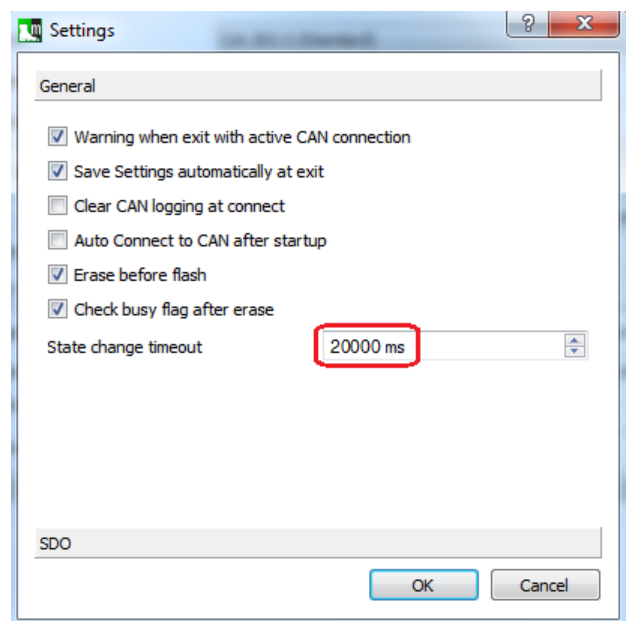 Settings
General
Warning when exit with active CAN connection
Save Settings automatically at exit
Clear CAN logging at connect
Auto Connect to CAN after startup
Erase before flash
Check busy flag after erase
State change timeout 20000 ms
SDO
OK Cancel